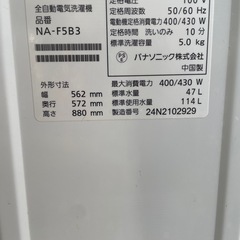 全自動電気洗濯機
品番
NA-F5B3
外形寸法
幅 562 mm
奥行 572 mm
高さ 880 mm
定格電圧 100 V
定格周波数 50/60 Hz
電動機定格消費電力 400/430 W
定格時間 洗いのみ 10 分
標準洗濯容量 5.0 kg
パナソニック株式会社
中国製
最大消費電力 400/430 W
標準水量 47 L
標準使用水量 114 L
製造番号 24N2102929